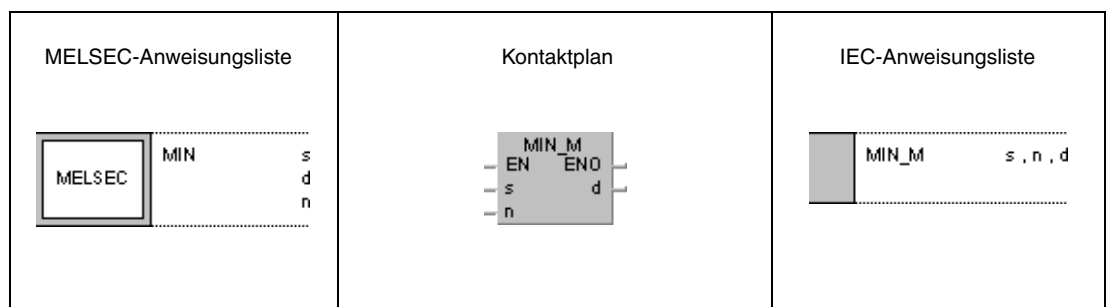 MELSEC-Anweisungsliste
MELSEC
MIN s
d
n
Kontaktplan
MIN_M
EN ENO
s d
n
IEC-Anweisungsliste
MIN_M s , n , d